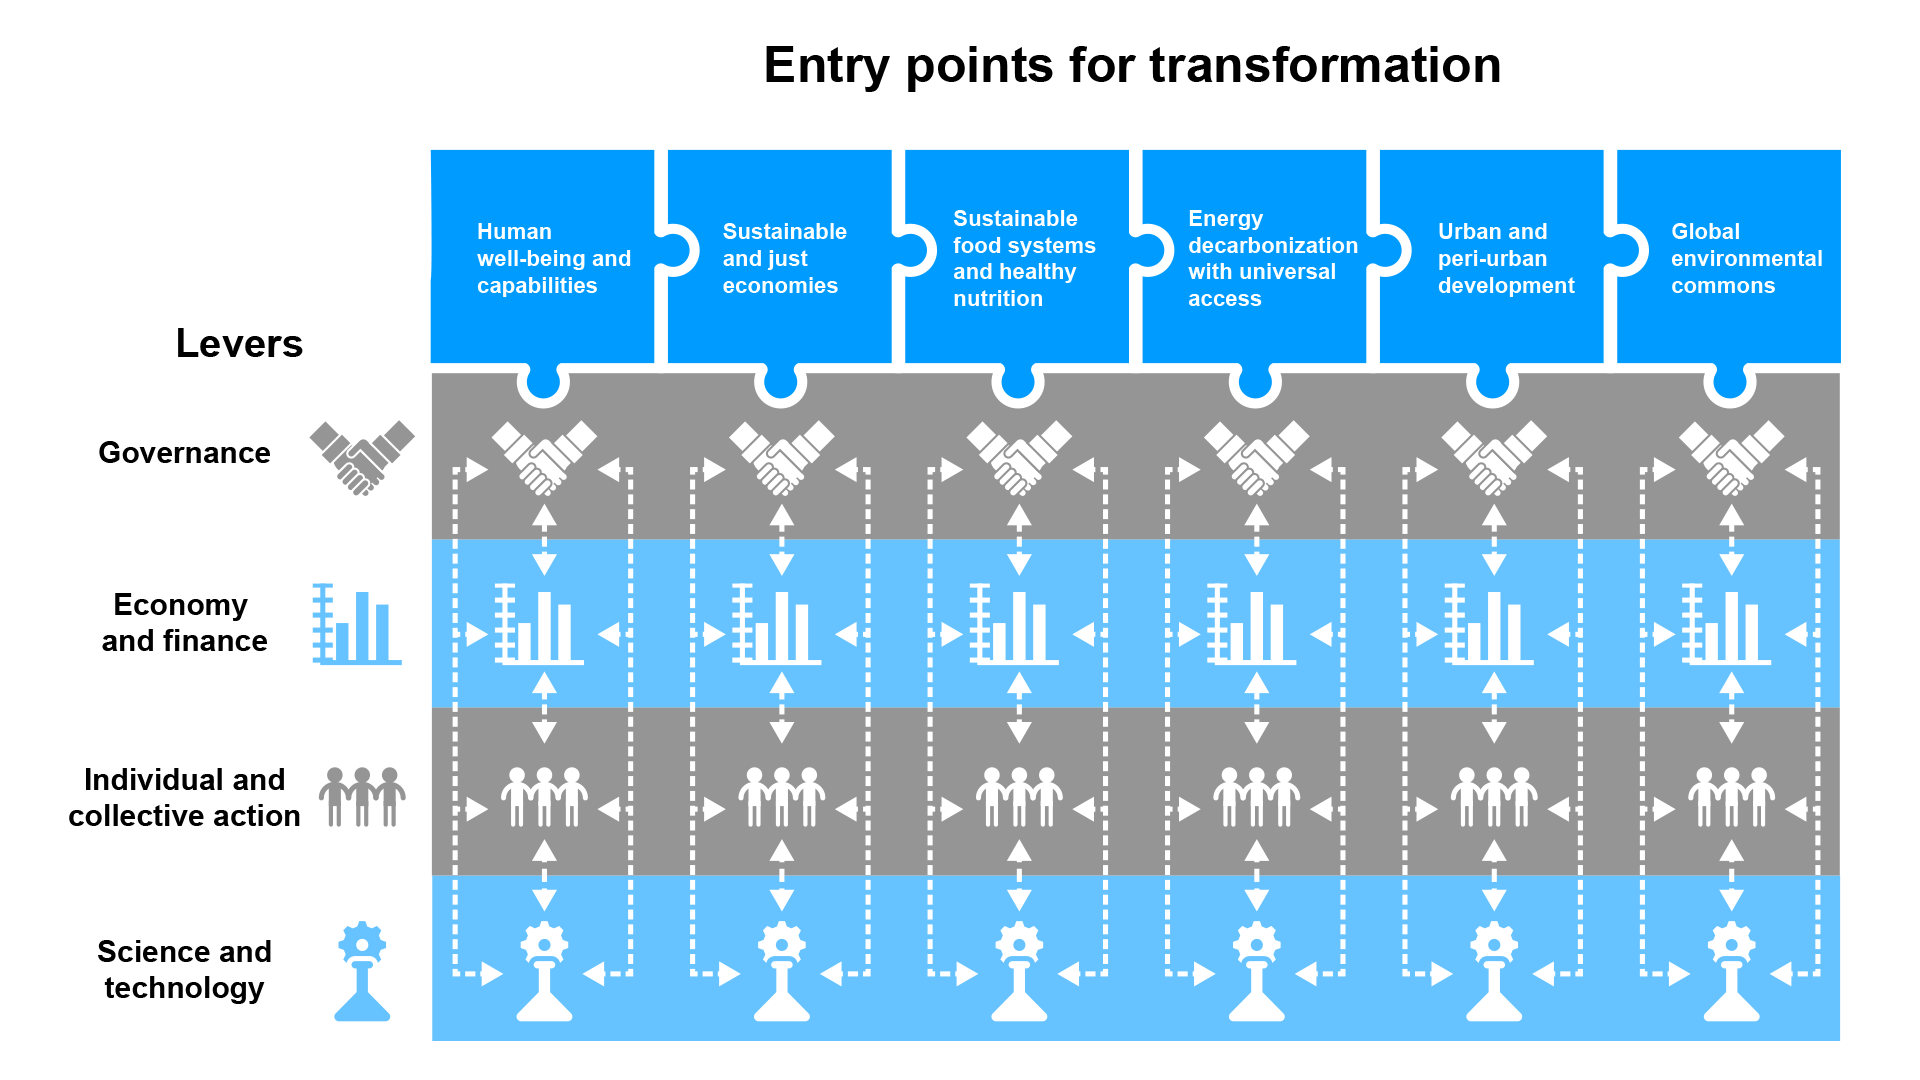 Entry points for transformation
Human
well-being and
capabilities
Sustainable
and just
economies
Sustainable
food systems
and healthy
nutrition
Energy
decarbonization
with universal
access
Urban and
peri-urban
development
Global
environmental
commons
Levers
Governance
Economy
and finance
Individual and
collective action
Science and
technology